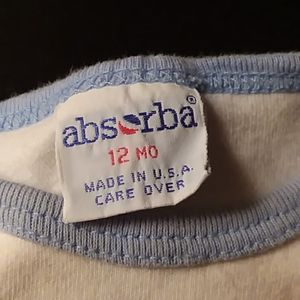 absorba®
12 MO
MADE IN U.S.A.
CARE OVER